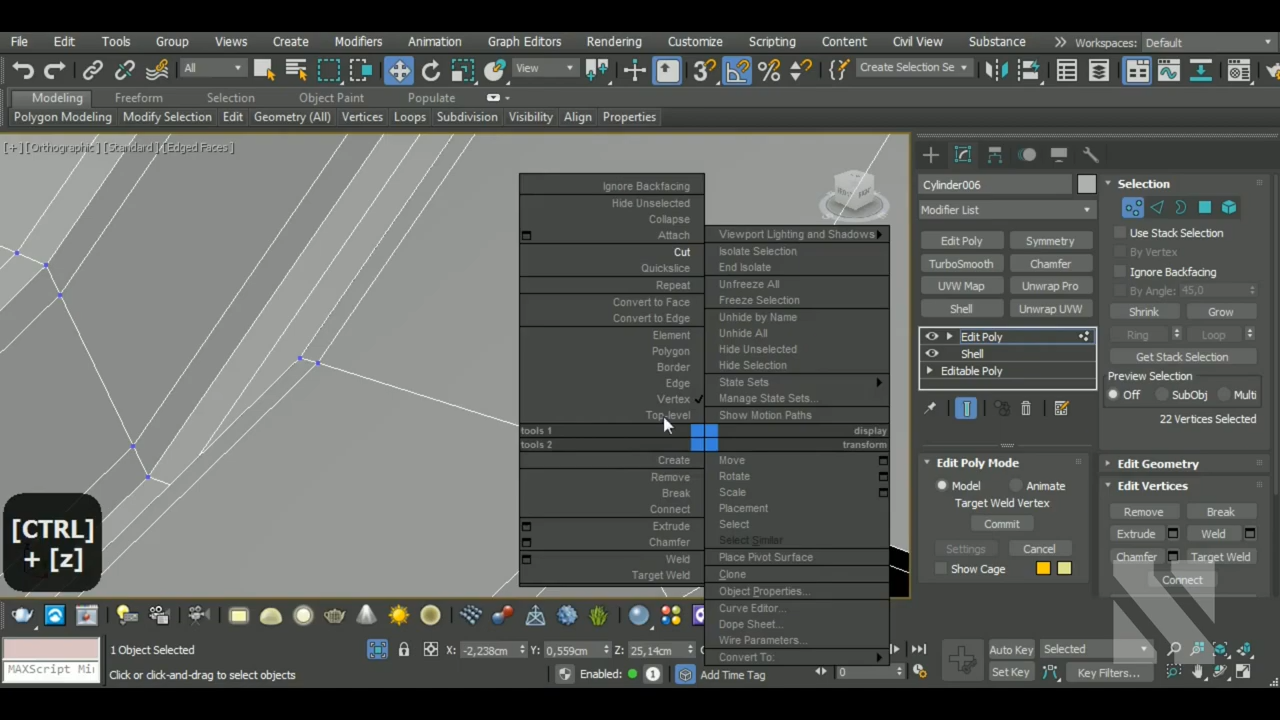 File Edit Tools Group Views Create Modifiers Animation Graph Editors Rendering Customize Scripting Content Civil View Substance Workspaces: Default
All View Create Selection Se
Modeling Freeform Selection Object Paint Populate
Polygon Modeling Modify Selection Edit Geometry (All) Vertices Loops Subdivision Visibility Align Properties
[+] [Orthographic] [Standard] [Edged Faces]
Ignore Backfacing
Hide Unselected
Collapse
Attach
Cut
Quickslice
Repeat
Convert to Face
Convert to Edge
Element
Polygon
Border
Edge
Vertex
Top-level
tools 1
tools 2
Create
Remove
Break
Connect
Extrude
Chamfer
Weld
Target Weld
Viewport Lighting and Shadows
Isolate Selection
End Isolate
Unfreeze All
Freeze Selection
Unhide by Name
Unhide All
Hide Unselected
Hide Selection
State Sets
Manage State Sets...
Show Motion Paths
display
transform
Move
Rotate
Scale
Placement
Select
Select Similar
Place Pivot Surface
Clone
Object Properties...
Curve Editor...
Dope Sheet...
Wire Parameters...
Convert To:
Cylinder006
Modifier List
Edit Poly Symmetry
TurboSmooth Chamfer
UVW Map Unwrap Pro
Shell Unwrap UVW
Edit Poly
Shell
Editable Poly
Edit Poly Mode
Model Animate
Target Weld Vertex
Commit
Settings Cancel
Show Cage
Selection
Use Stack Selection
By Vertex
Ignore Backfacing
By Angle: 45,0
Shrink Grow
Ring Loop
Get Stack Selection
Preview Selection
Off SubObj Multi
22 Vertices Selected
Edit Geometry
Edit Vertices
Remove Break
Extrude Weld
Chamfer Target Weld
Connect
[CTRL]
+ [z]
MAXScript Mi
1 Object Selected
Click or click-and-drag to select objects
X: -2,238cm Y: 0,559cm Z: 25,14cm
Enabled: 1 Add Time Tag
0
Auto Key Selected
Set Key Key Filters...